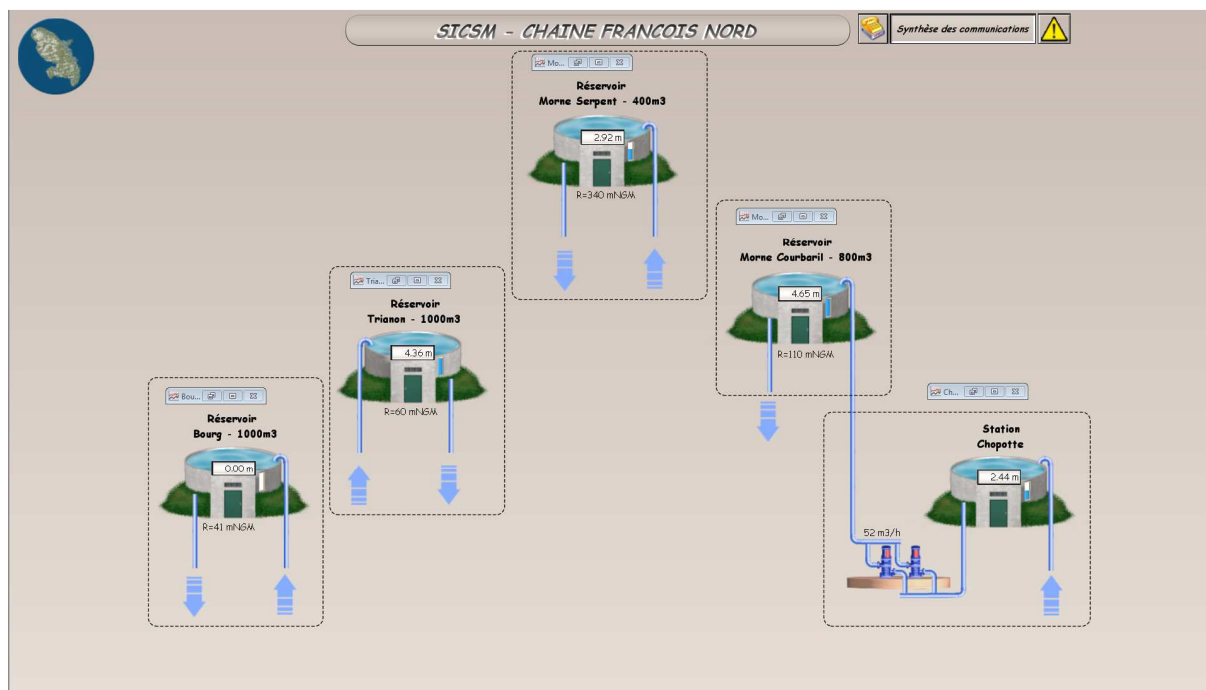 SICSM - CHAINE FRANCOIS NORD
Synthèse des communications
Mo...
Réservoir
Morne Serpent - 400m3
2.92 m
R=340 mNGM
Mo...
Réservoir
Morne Courbaril - 800m3
4.65 m
R=110 mNGM
Tria...
Réservoir
Trianon - 1000m3
4.36 m
R=60 mNGM
Bou...
Réservoir
Bourg - 1000m3
0.00 m
R=41 mNGM
Ch...
Station
Chopotte
2.44 m
52 m3/h